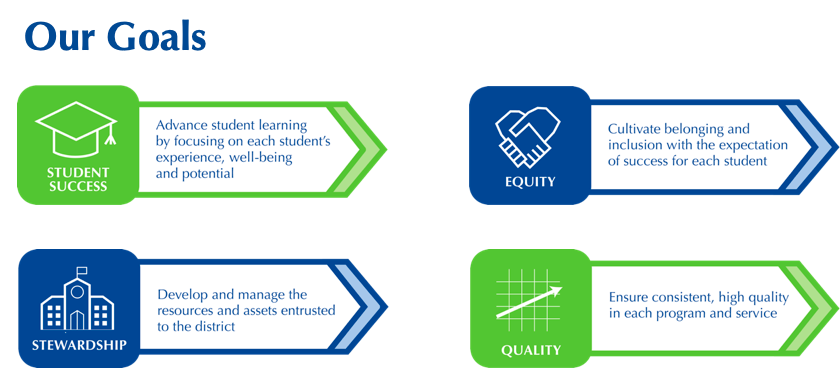 Our Goals
STUDENT
SUCCESS
Advance student learning
by focusing on each student's
experience, well-being
and potential
EQUITY
Cultivate belonging and
inclusion with the expectation
of success for each student
STEWARDSHIP
Develop and manage the
resources and assets entrusted
to the district
QUALITY
Ensure consistent, high quality
in each program and service